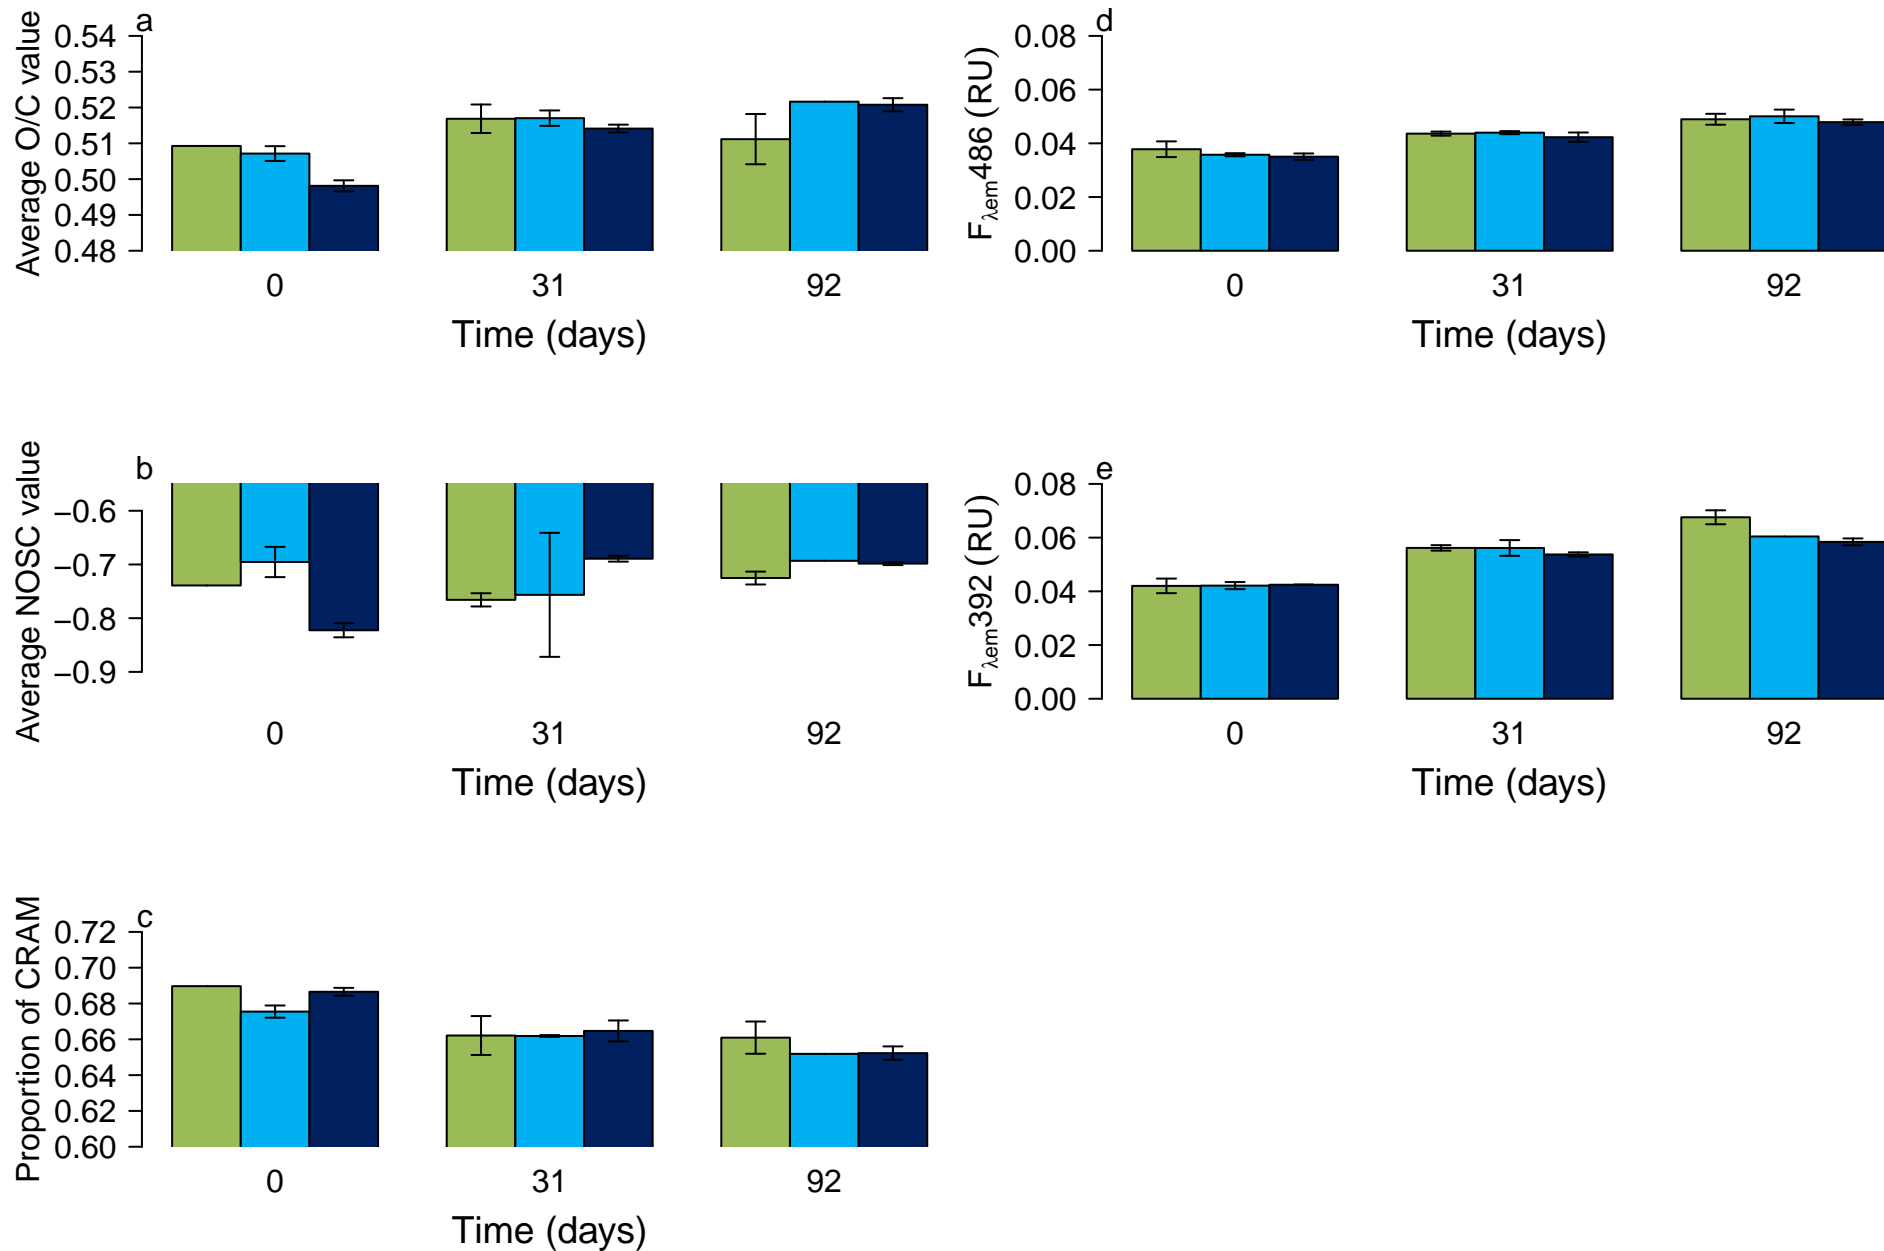 a
Average O/C value
0.54
0.53
0.52
0.51
0.50
0.49
0.48
0 31 92
Time (days)
d
Fλem486 (RU)
0.08
0.06
0.04
0.02
0.00
0 31 92
Time (days)
b
Average NOSC value
−0.6
−0.7
−0.8
−0.9
0 31 92
Time (days)
e
Fλem392 (RU)
0.08
0.06
0.04
0.02
0.00
0 31 92
Time (days)
c
Proportion of CRAM
0.72
0.70
0.68
0.66
0.64
0.62
0.60
0 31 92
Time (days)